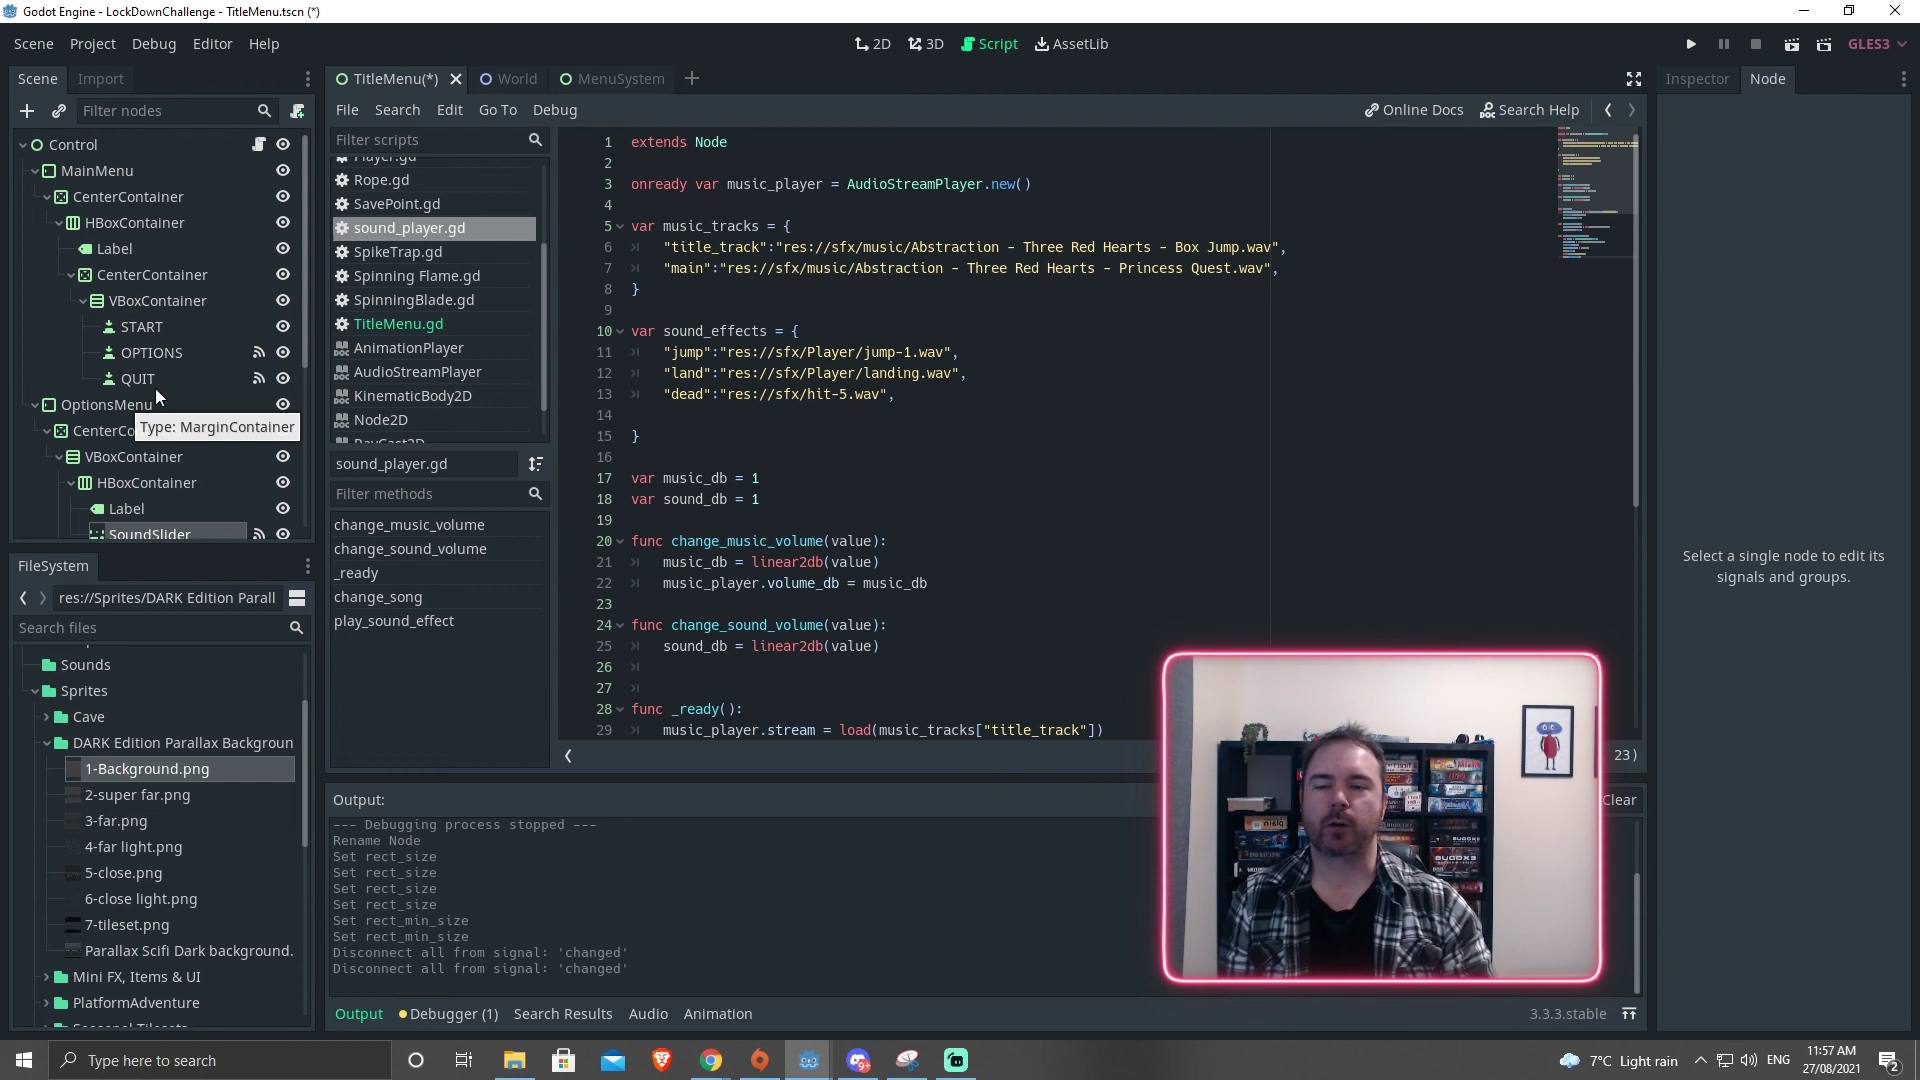 Godot Engine - LockDownChallenge - TitleMenu.tscn (*)
Scene Project Debug Editor Help
2D 3D Script AssetLib
GLES3
Scene Import
TitleMenu(*) World MenuSystem
Inspector Node
Filter nodes
File Search Edit Go To Debug
Online Docs Search Help
Control
MainMenu
CenterContainer
HBoxContainer
Label
CenterContainer
VBoxContainer
START
OPTIONS
QUIT
OptionsMenu
CenterCo
Type: MarginContainer
VBoxContainer
HBoxContainer
Label
SoundSlider
FileSystem
res://Sprites/DARK Edition Parall
Search files
Sounds
Sprites
Cave
DARK Edition Parallax Backgroun
1-Background.png
2-super far.png
3-far.png
4-far light.png
5-close.png
6-close light.png
7-tileset.png
Parallax Scifi Dark background.
Mini FX, Items & UI
PlatformAdventure
Filter scripts
Player.gd
Rope.gd
SavePoint.gd
sound_player.gd
SpikeTrap.gd
Spinning Flame.gd
SpinningBlade.gd
TitleMenu.gd
AnimationPlayer
AudioStreamPlayer
KinematicBody2D
Node2D
RayCast2D
sound_player.gd
Filter methods
change_music_volume
change_sound_volume
_ready
change_song
play_sound_effect
1 extends Node
2
3 onready var music_player = AudioStreamPlayer.new()
4
5 var music_tracks = {
6 "title_track":"res://sfx/music/Abstraction - Three Red Hearts - Box Jump.wav",
7 "main":"res://sfx/music/Abstraction - Three Red Hearts - Princess Quest.wav",
8 }
9
10 var sound_effects = {
11 "jump":"res://sfx/Player/jump-1.wav",
12 "land":"res://sfx/Player/landing.wav",
13 "dead":"res://sfx/hit-5.wav",
14
15 }
16
17 var music_db = 1
18 var sound_db = 1
19
20 func change_music_volume(value):
21 music_db = linear2db(value)
22 music_player.volume_db = music_db
23
24 func change_sound_volume(value):
25 sound_db = linear2db(value)
26
27
28 func _ready():
29 music_player.stream = load(music_tracks["title_track"])
23)
Select a single node to edit its
signals and groups.
Output:
Clear
--- Debugging process stopped ---
Rename Node
Set rect_size
Set rect_size
Set rect_size
Set rect_size
Set rect_min_size
Set rect_min_size
Disconnect all from signal: 'changed'
Disconnect all from signal: 'changed'
Output Debugger (1) Search Results Audio Animation
3.3.3.stable
Type here to search
7°C Light rain ENG
11:57 AM
27/08/2021
2